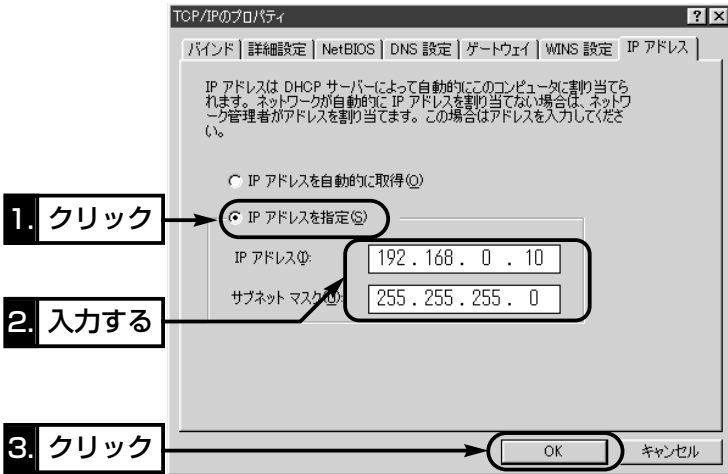 TCP/IPのプロパティ
? ×
バインド 詳細設定 NetBIOS DNS 設定 ゲートウェイ WINS 設定 IP アドレス
IP アドレスは DHCP サーバーによって自動的にこのコンピュータに割り当てら
れます。ネットワークが自動的に IP アドレスを割り当てない場合は、ネットワ
ーク管理者がアドレスを割り当てます。この場合はアドレスを入力してくださ
い。
IP アドレスを自動的に取得(O)
1. クリック
IP アドレスを指定(S)
IP アドレス(I):
192 . 168 . 0 . 10
2. 入力する
サブネット マスク(U):
255 . 255 . 255 . 0
3. クリック
OK
キャンセル